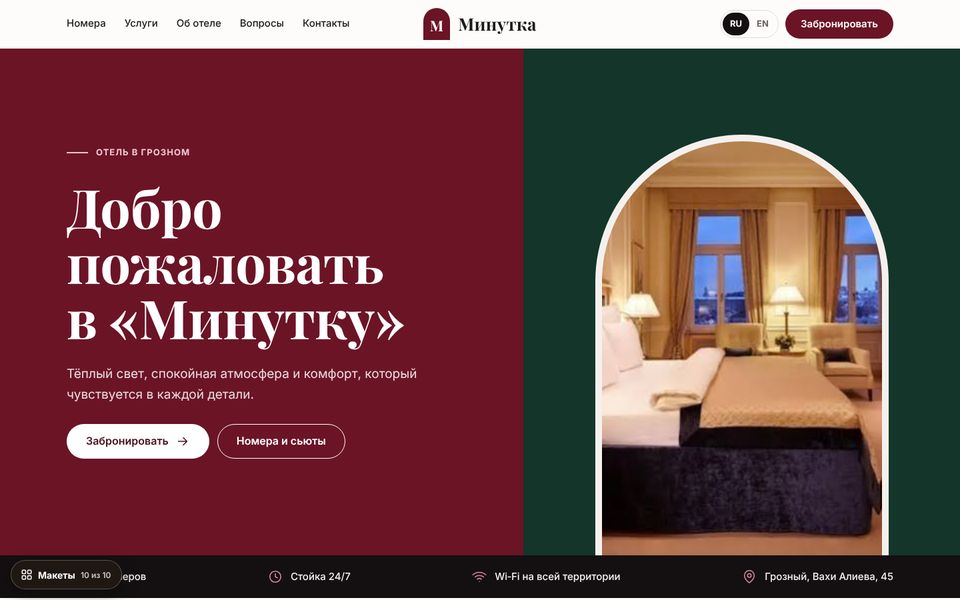 Номера
Услуги
Об отеле
Вопросы
Контакты
М
Минутка
RU
EN
Забронировать
ОТЕЛЬ В ГРОЗНОМ
Добро
пожаловать
в «Минутку»
Тёплый свет, спокойная атмосфера и комфорт, который
чувствуется в каждой детали.
Забронировать
Номера и сьюты
Макеты 10 из 10
Стойка 24/7
Wi-Fi на всей территории
Грозный, Вахи Алиева, 45